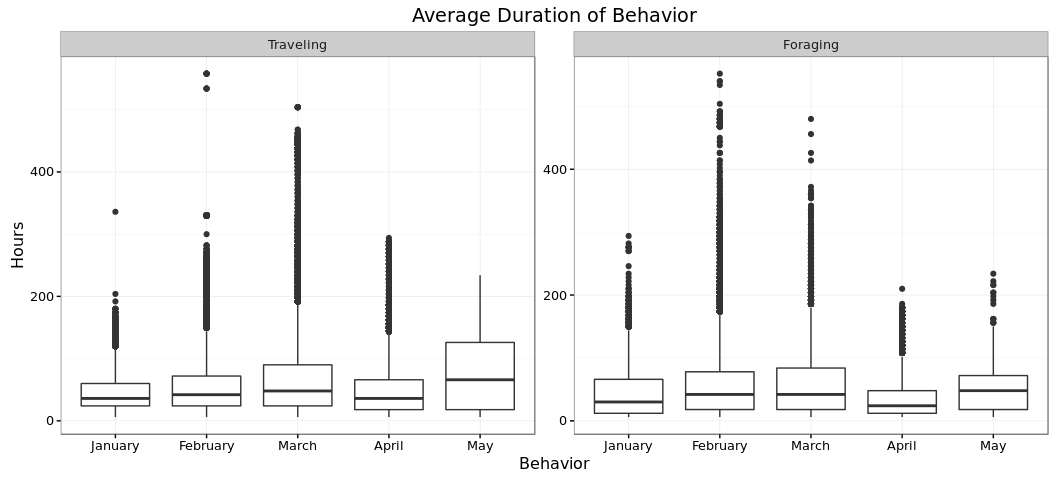 Average Duration of Behavior
Traveling
Foraging
Hours
400
200
0
400
200
0
January February March April May
January February March April May
Behavior